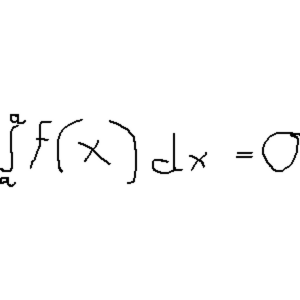 ∫ₐᵃ f(x) dx = 0